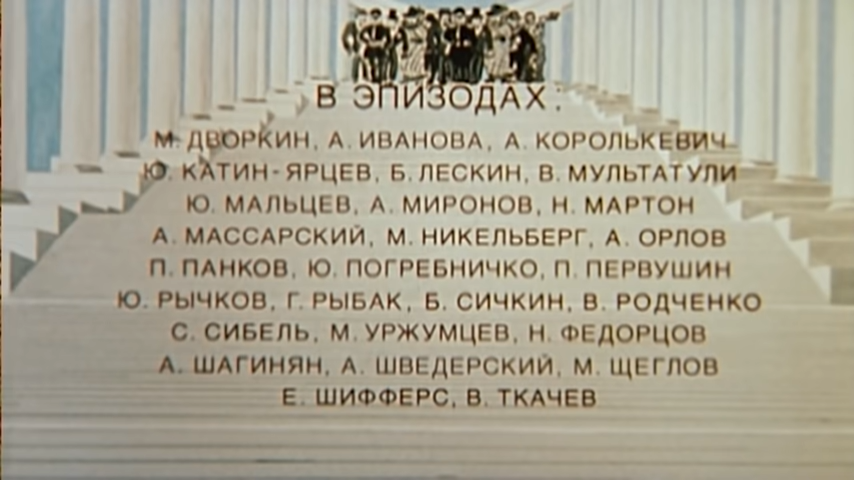 В ЭПИЗОДАХ:
М. ДВОРКИН, А. ИВАНОВА, А. КОРОЛЬКЕВИЧ
Ю. КАТИН-ЯРЦЕВ, Б. ЛЕСКИН, В. МУЛЬТАТУЛИ
Ю. МАЛЬЦЕВ, А. МИРОНОВ, Н. МАРТОН
А. МАССАРСКИЙ, М. НИКЕЛЬБЕРГ, А. ОРЛОВ
П. ПАНКОВ, Ю. ПОГРЕБНИЧКО, П. ПЕРВУШИН
Ю. РЫЧКОВ, Г. РЫБАК, Б. СИЧКИН, В. РОДЧЕНКО
С. СИБЕЛЬ, М. УРЖУМЦЕВ, Н. ФЕДОРЦОВ
А. ШАГИНЯН, А. ШВЕДЕРСКИЙ, М. ЩЕГЛОВ
Е. ШИФФЕРС, В. ТКАЧЕВ